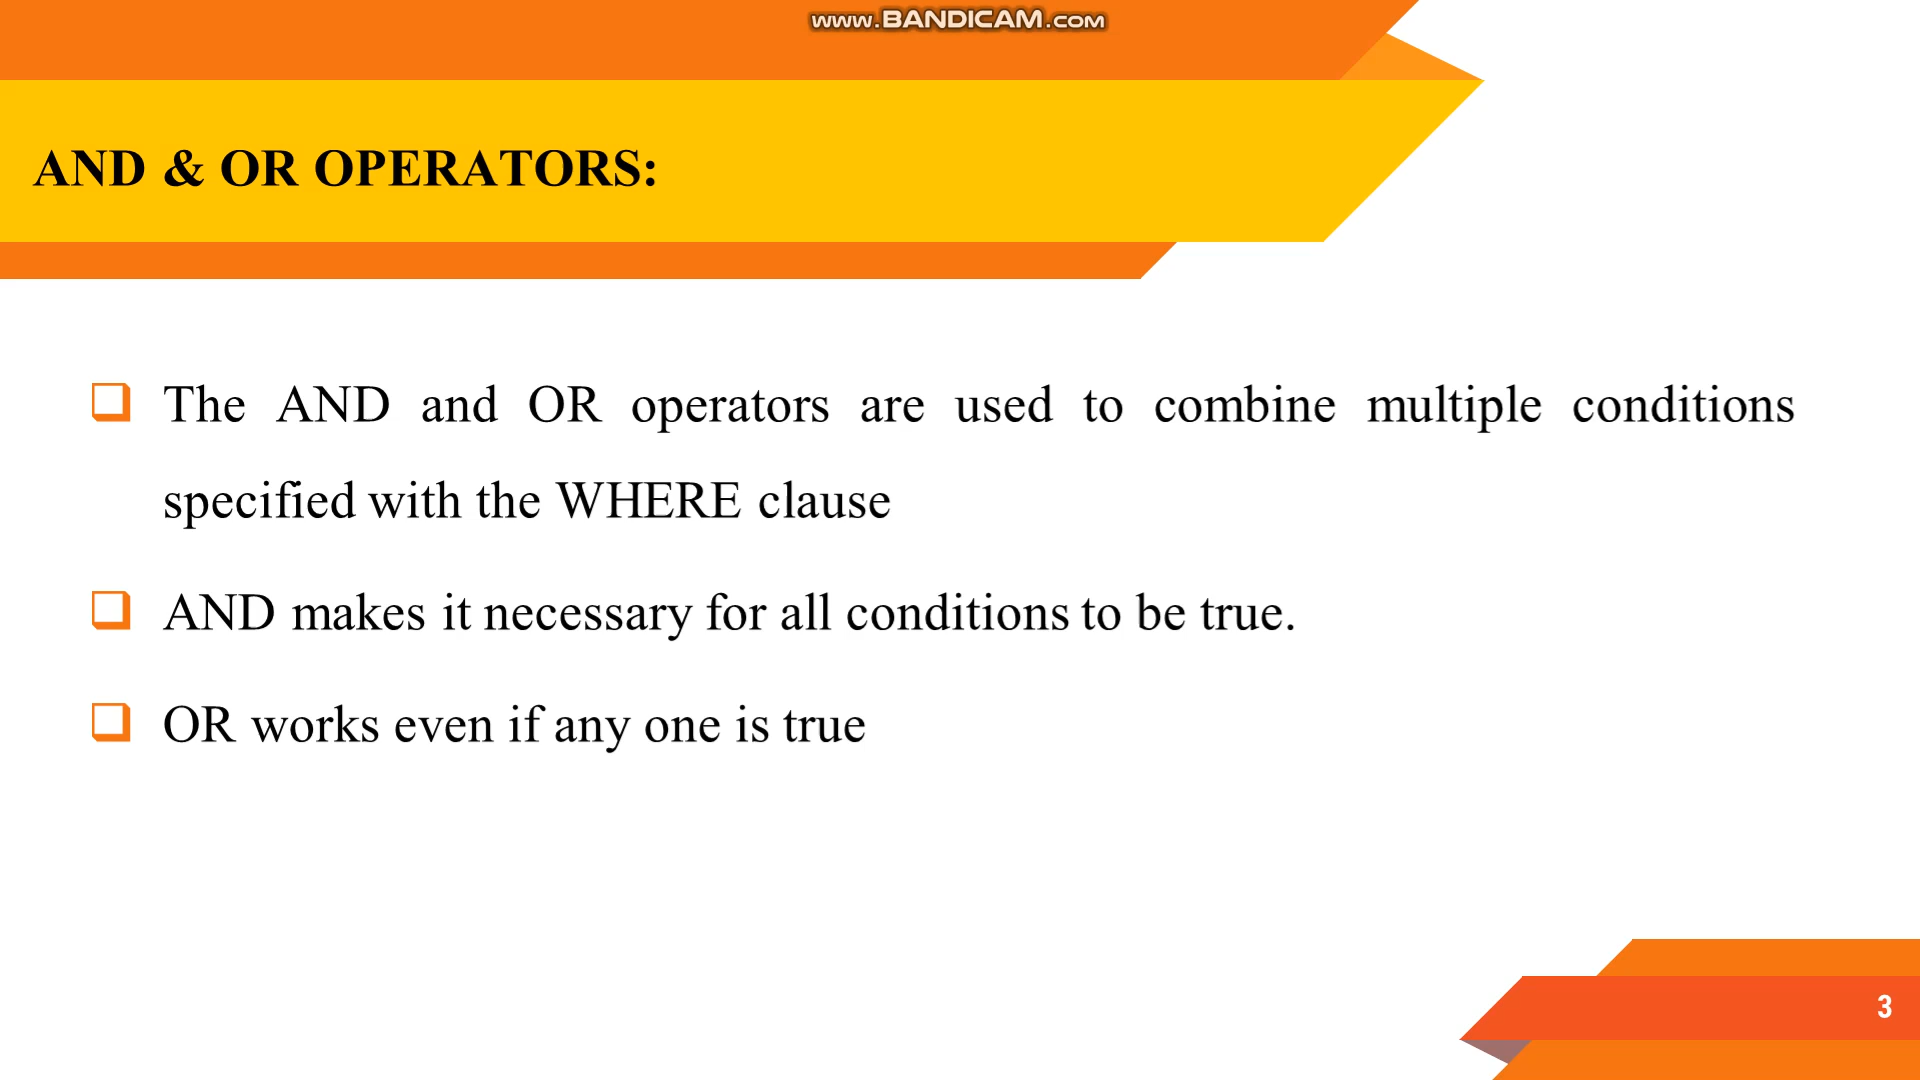 www.BANDICAM.com
AND & OR OPERATORS:
The AND and OR operators are used to combine multiple conditions
specified with the WHERE clause
AND makes it necessary for all conditions to be true.
OR works even if any one is true
3